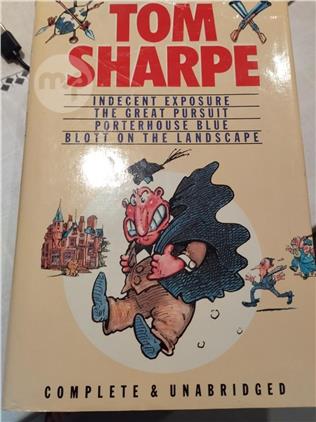 TOM
SHARPE
INDECENT EXPOSURE
THE GREAT PURSUIT
PORTERHOUSE BLUE
BLOTT ON THE LANDSCAPE
COMPLETE & UNABRIDGED